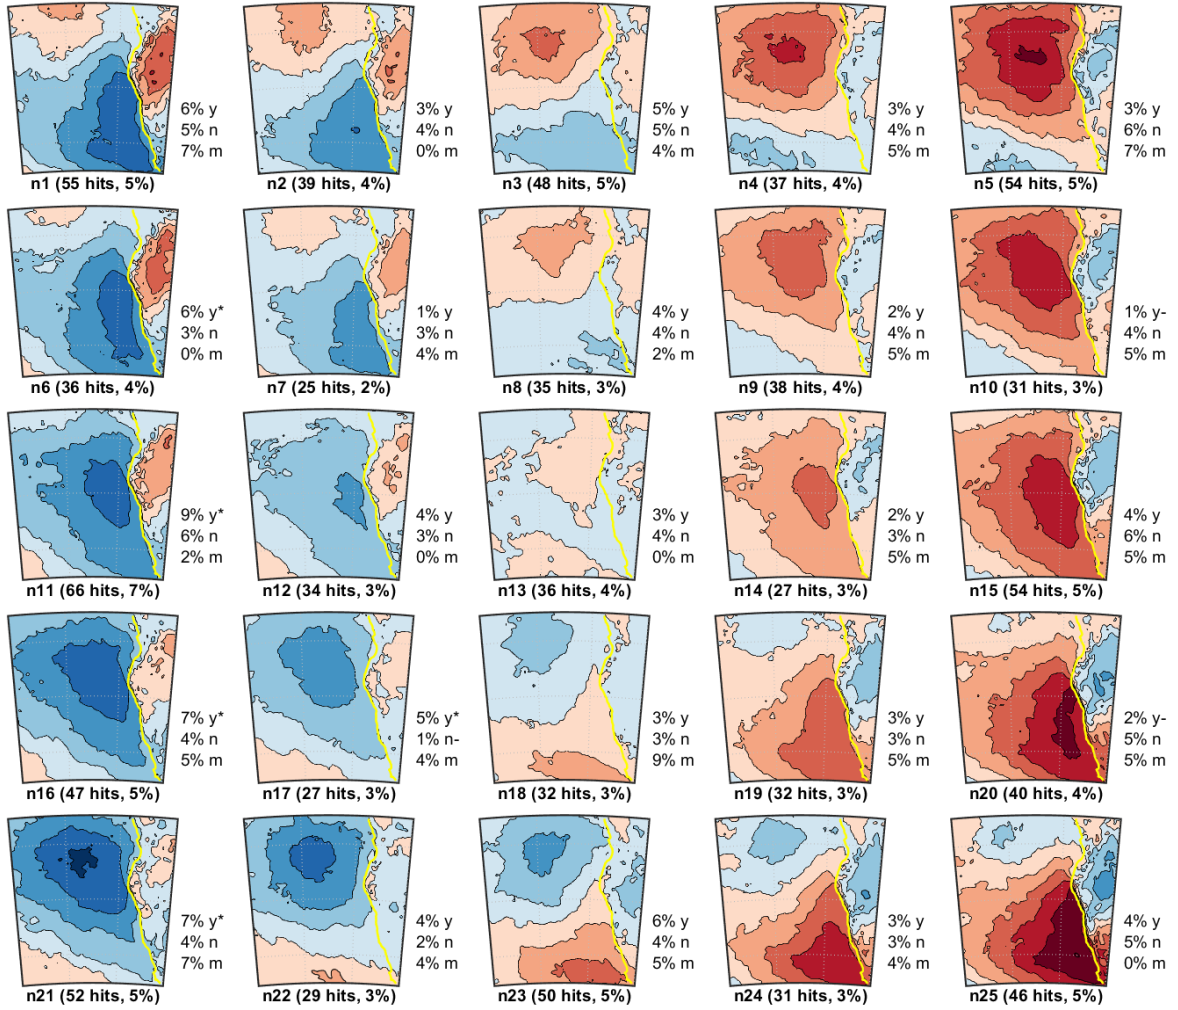 6% y
5% n
7% m
n1 (55 hits, 5%)
3% y
4% n
0% m
n2 (39 hits, 4%)
5% y
5% n
4% m
n3 (48 hits, 5%)
3% y
4% n
5% m
n4 (37 hits, 4%)
3% y
6% n
7% m
n5 (54 hits, 5%)
6% y*
3% n
0% m
n6 (36 hits, 4%)
1% y
3% n
4% m
n7 (25 hits, 2%)
4% y
4% n
2% m
n8 (35 hits, 3%)
2% y
4% n
5% m
n9 (38 hits, 4%)
1% y-
4% n
5% m
n10 (31 hits, 3%)
9% y*
6% n
2% m
n11 (66 hits, 7%)
4% y
3% n
0% m
n12 (34 hits, 3%)
3% y
4% n
0% m
n13 (36 hits, 4%)
2% y
3% n
5% m
n14 (27 hits, 3%)
4% y
6% n
5% m
n15 (54 hits, 5%)
7% y*
4% n
5% m
n16 (47 hits, 5%)
5% y*
1% n-
4% m
n17 (27 hits, 3%)
3% y
3% n
9% m
n18 (32 hits, 3%)
3% y
3% n
5% m
n19 (32 hits, 3%)
2% y-
5% n
5% m
n20 (40 hits, 4%)
7% y*
4% n
7% m
n21 (52 hits, 5%)
4% y
2% n
4% m
n22 (29 hits, 3%)
6% y
4% n
5% m
n23 (50 hits, 5%)
3% y
3% n
4% m
n24 (31 hits, 3%)
4% y
5% n
0% m
n25 (46 hits, 5%)